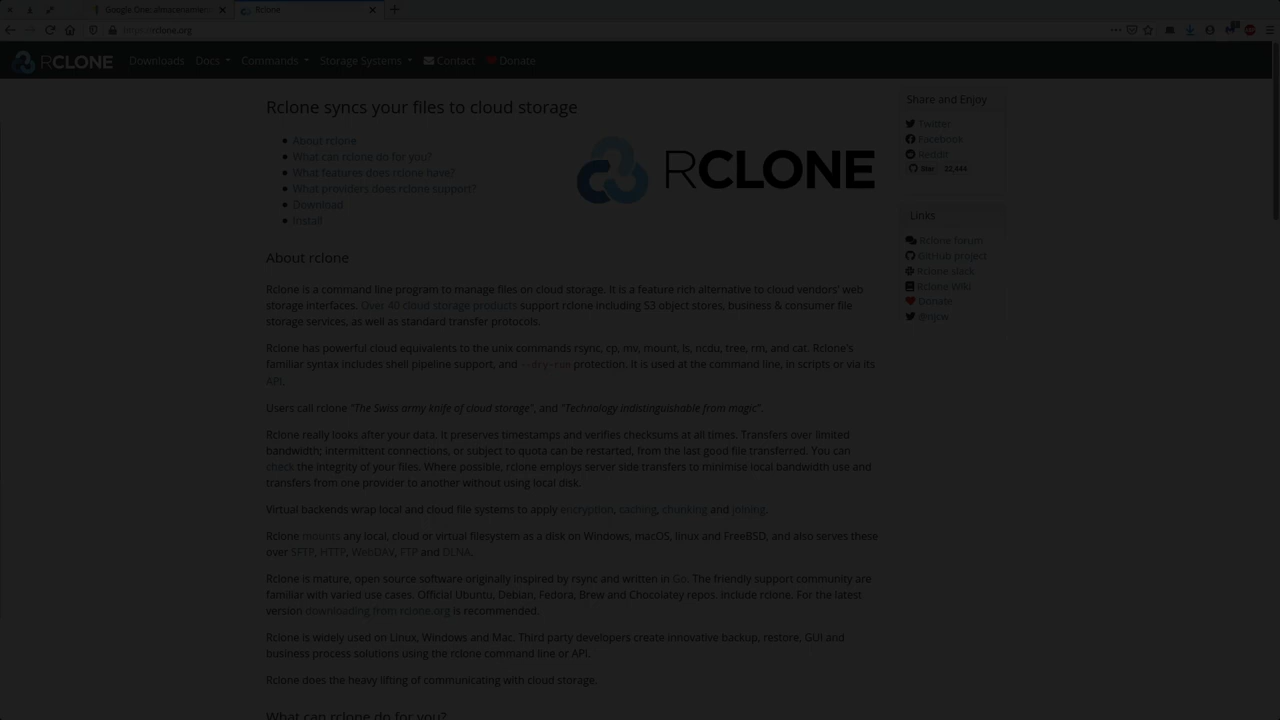 Google One: almacenamien
Rclone
rclone.org
RCLONE
Downloads
Docs
Commands
Storage Systems
Contact
Donate
Rclone syncs your files to cloud storage
About rclone
What can rclone do for you?
What features does rclone have?
What providers does rclone support?
Download
Install
RCLONE
About rclone
Rclone is a command line program to manage files on cloud storage. It is a feature rich alternative to cloud vendors' web
storage interfaces. Over 40 cloud storage products support rclone including S3 object stores, business & consumer file
storage services, as well as standard transfer protocols.
Rclone has powerful cloud equivalents to the unix commands rsync, cp, mv, mount, ls, ncdu, tree, rm, and cat. Rclone's
familiar syntax includes shell pipeline support, and --dry-run protection. It is used at the command line, in scripts or via its
API.
Users call rclone "The Swiss army knife of cloud storage", and "Technology indistinguishable from magic".
Rclone really looks after your data. It preserves timestamps and verifies checksums at all times. Transfers over limited
bandwidth; intermittent connections, or subject to quota can be restarted, from the last good file transferred. You can
check the integrity of your files. Where possible, rclone employs server side transfers to minimise local bandwidth use and
transfers from one provider to another without using local disk.
Virtual backends wrap local and cloud file systems to apply encryption, caching, chunking and joining.
Rclone mounts any local, cloud or virtual filesystem as a disk on Windows, macOS, linux and FreeBSD, and also serves these
over SFTP, HTTP, WebDAV, FTP and DLNA.
Rclone is mature, open source software originally inspired by rsync and written in Go. The friendly support community are
familiar with varied use cases. Official Ubuntu, Debian, Fedora, Brew and Chocolatey repos. include rclone. For the latest
version downloading from rclone.org is recommended.
Rclone is widely used on Linux, Windows and Mac. Third party developers create innovative backup, restore, GUI and
business process solutions using the rclone command line or API.
Rclone does the heavy lifting of communicating with cloud storage.
What can rclone do for you?
Share and Enjoy
Twitter
Facebook
Reddit
Star 22,444
Links
Rclone forum
GitHub project
Rclone slack
Rclone Wiki
Donate
@njcw